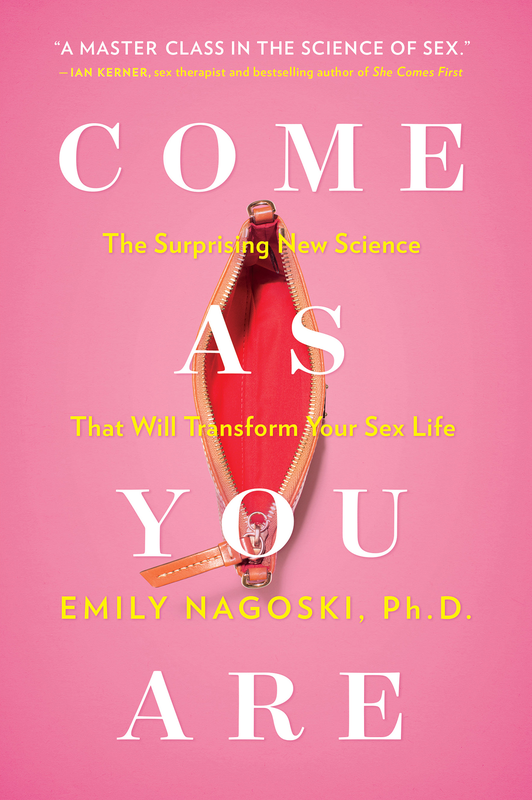 “A MASTER CLASS IN THE SCIENCE OF SEX.”
—IAN KERNER, sex therapist and bestselling author of She Comes First
COME
The Surprising New Science
AS
That Will Transform Your Sex Life
YOU
EMILY NAGOSKI, Ph.D.
ARE